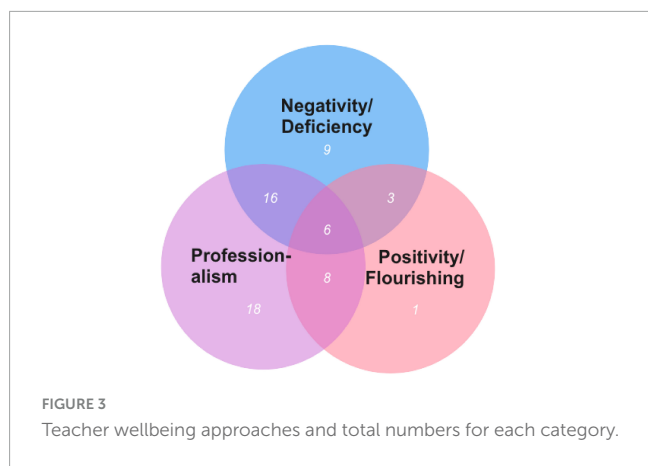 Negativity/
Deficiency
9
16
3
6
Profession-
alism
Positivity/
Flourishing
8
18
1
FIGURE 3
Teacher wellbeing approaches and total numbers for each category.